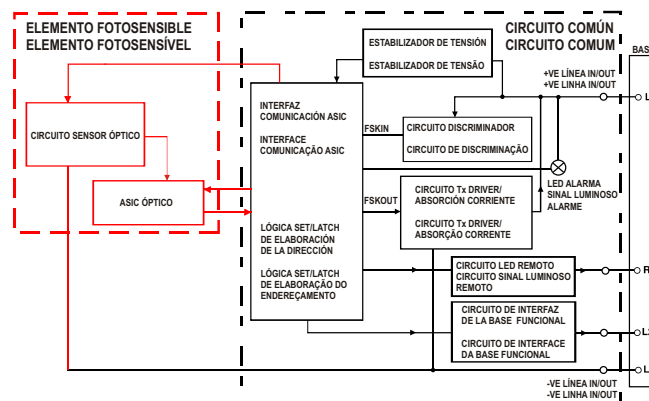 ELEMENTO FOTOSENSIBLE
ELEMENTO FOTOSENSÍVEL
CIRCUITO COMÚN
CIRCUITO COMUM
ESTABILIZADOR DE TENSIÓN
ESTABILIZADOR DE TENSÃO
BAS
+VE LÍNEA IN/OUT
+VE LINHA IN/OUT
L
INTERFAZ
COMUNICACIÓN ASIC
INTERFACE
COMUNICAÇÃO ASIC
FSKIN
CIRCUITO DISCRIMINADOR
CIRCUITO DE DISCRIMINAÇÃO
CIRCUITO SENSOR ÓPTICO
LED ALARMA
SINAL LUMINOSO
ALARME
ASIC ÓPTICO
FSKOUT
CIRCUITO Tx DRIVER/
ABSORCIÓN CORRIENTE
CIRCUITO Tx DRIVER/
ABSORÇÃO CORRENTE
LÓGICA SET/LATCH
DE ELABORACIÓN
DE LA DIRECCIÓN
LÓGICA SET/LATCH
DE ELABORAÇÃO DO
ENDEREÇAMENTO
CIRCUITO LED REMOTO
CIRCUITO SINAL LUMINOSO
REMOTO
R
CIRCUITO DE INTERFAZ
DE LA BASE FUNCIONAL
CIRCUITO DE INTERFACE
DA BASE FUNCIONAL
L
-VE LÍNEA IN/OUT
-VE LINHA IN/OUT